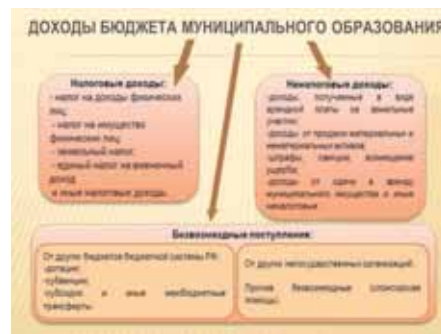 ДОХОДЫ БЮДЖЕТА МУНИЦИПАЛЬНОГО ОБРАЗОВАНИЯ
Налоговые доходы:
- налог на доходы физических
лиц;
- налог на имущество
физических лиц;
- земельный налог;
- единый налог на вмененный
доход
и иные налоговые доходы.
Неналоговые доходы:
-доходы, получаемые в виде
арендной платы за земельные
участки;
-доходы от продажи материальных и
нематериальных активов;
-штрафы, санкции, возмещение
ущерба;
-доходы от сдачи в аренду
муниципального имущества и иные
неналоговые
Безвозмездные поступления:
От других бюджетов бюджетной системы РФ:
-дотации;
-субвенции;
-субсидии и иные межбюджетные
трансферты.
От других негосударственных организаций.
Прочие безвозмездные (спонсорская
помощь).